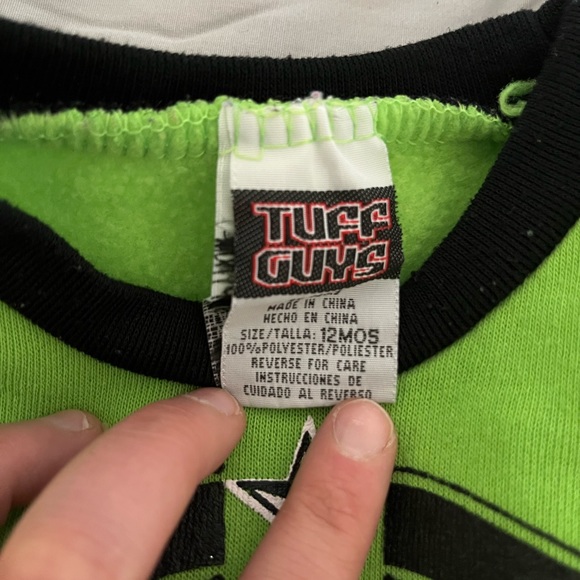 TUFF
GUYS
MADE IN CHINA
HECHO EN CHINA
SIZE/TALLA: 12MOS
100%POLYESTER/POLIESTER
REVERSE FOR CARE
INSTRUCCIONES DE
CUIDADO AL REVERSO